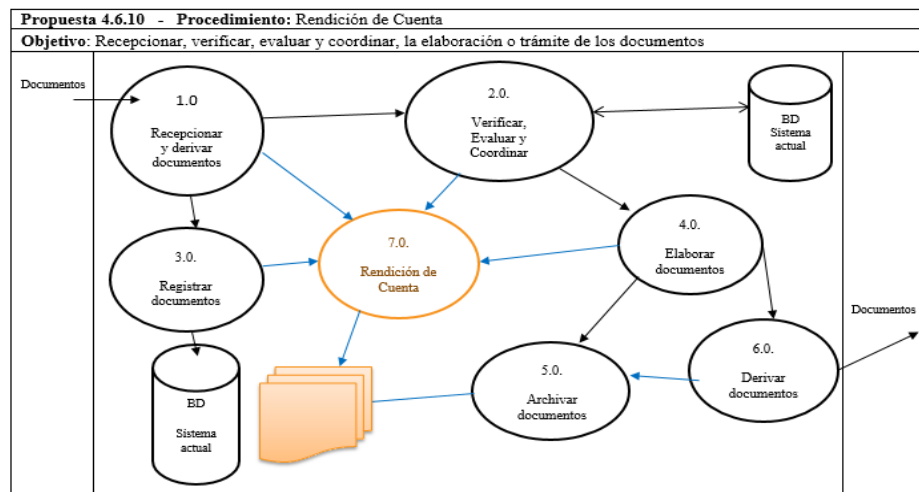 Propuesta 4.6.10 - Procedimiento: Rendición de Cuenta
Objetivo: Recepcionar, verificar, evaluar y coordinar, la elaboración o trámite de los documentos
Documentos
1.0
Recepcionar
y derivar
documentos
2.0.
Verificar,
Evaluar y
Coordinar
BD
Sistema
actual
3.0.
Registrar
documentos
7.0.
Rendición de
Cuenta
4.0.
Elaborar
documentos
Documentos
BD
Sistema
actual
5.0.
Archivar
documentos
6.0.
Derivar
documentos